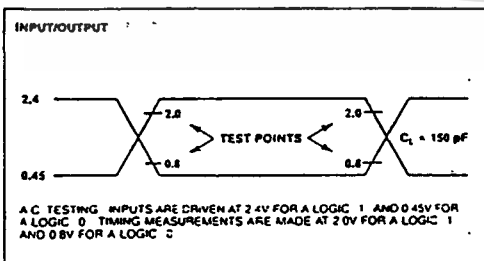 INPUT/OUTPUT
2.4
2.0
2.0
TEST POINTS
CL = 150 pF
0.8
0.8
0.45
A C TESTING INPUTS ARE DRIVEN AT 2 4V FOR A LOGIC 1 AND 0 45V FOR
A LOGIC 0 TIMING MEASUREMENTS ARE MADE AT 2 0V FOR A LOGIC 1
AND 0 8V FOR A LOGIC